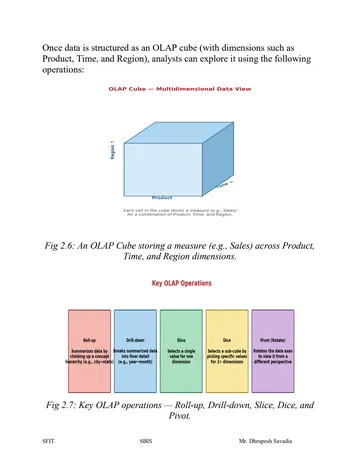 Once data is structured as an OLAP cube (with dimensions such as
Product, Time, and Region), analysts can explore it using the following
operations:
OLAP Cube — Multidimensional Data View
Region ↑
Time →
Product
Each cell in the cube stores a measure (e.g., Sales)
for a combination of Product, Time, and Region.
Fig 2.6: An OLAP Cube storing a measure (e.g., Sales) across Product,
Time, and Region dimensions.
Key OLAP Operations
Roll-up
Summarizes data by
climbing up a concept
hierarchy (e.g., city→state)
Drill-down
Breaks summarized data
into finer detail
(e.g., year→month)
Slice
Selects a single
value for one
dimension
Dice
Selects a sub-cube by
picking specific values
for 2+ dimensions
Pivot (Rotate)
Rotates the data axes
to view it from a
different perspective
Fig 2.7: Key OLAP operations — Roll-up, Drill-down, Slice, Dice, and
Pivot.
SFIT SBIS Mr. Dhrupesh Savadia